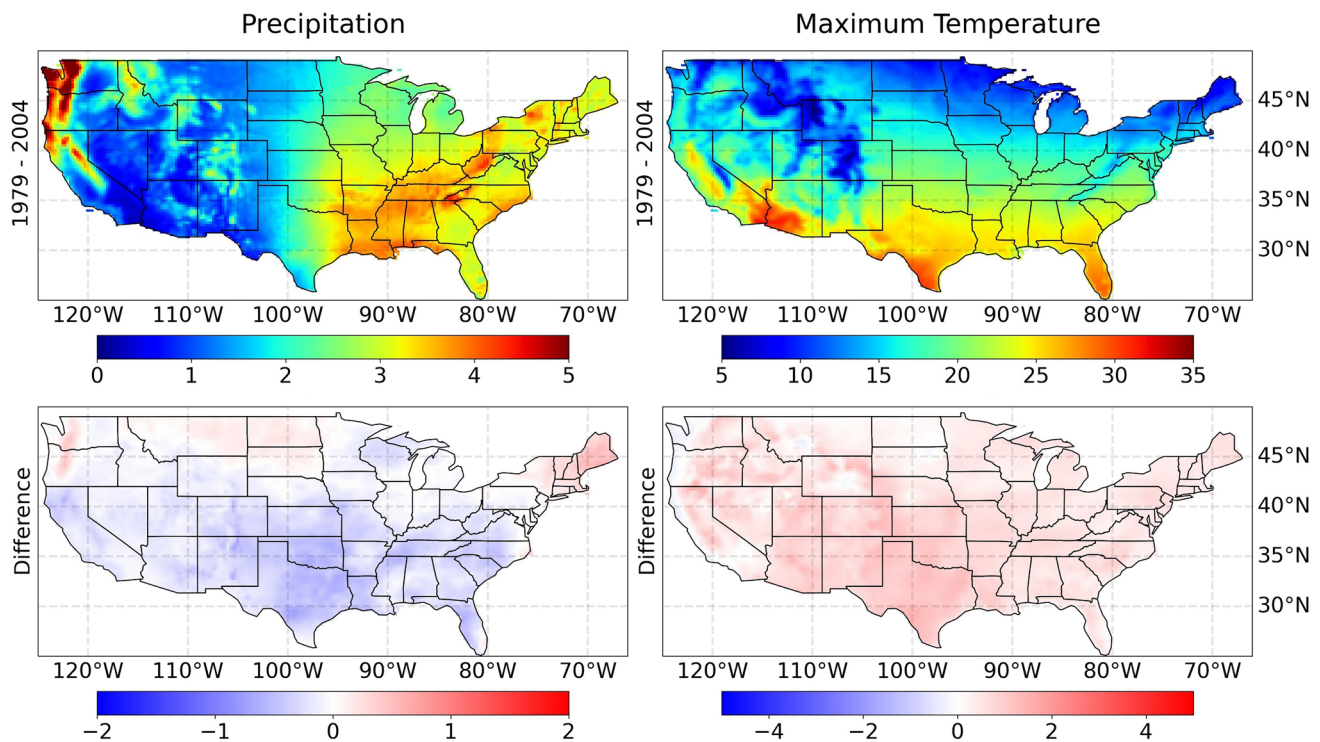 Precipitation
Maximum Temperature
1979 - 2004
1979 - 2004
45°N
40°N
35°N
30°N
120°W 110°W 100°W 90°W 80°W 70°W
120°W 110°W 100°W 90°W 80°W 70°W
0 1 2 3 4 5
5 10 15 20 25 30 35
Difference
Difference
45°N
40°N
35°N
30°N
120°W 110°W 100°W 90°W 80°W 70°W
120°W 110°W 100°W 90°W 80°W 70°W
−2 −1 0 1 2
−4 −2 0 2 4